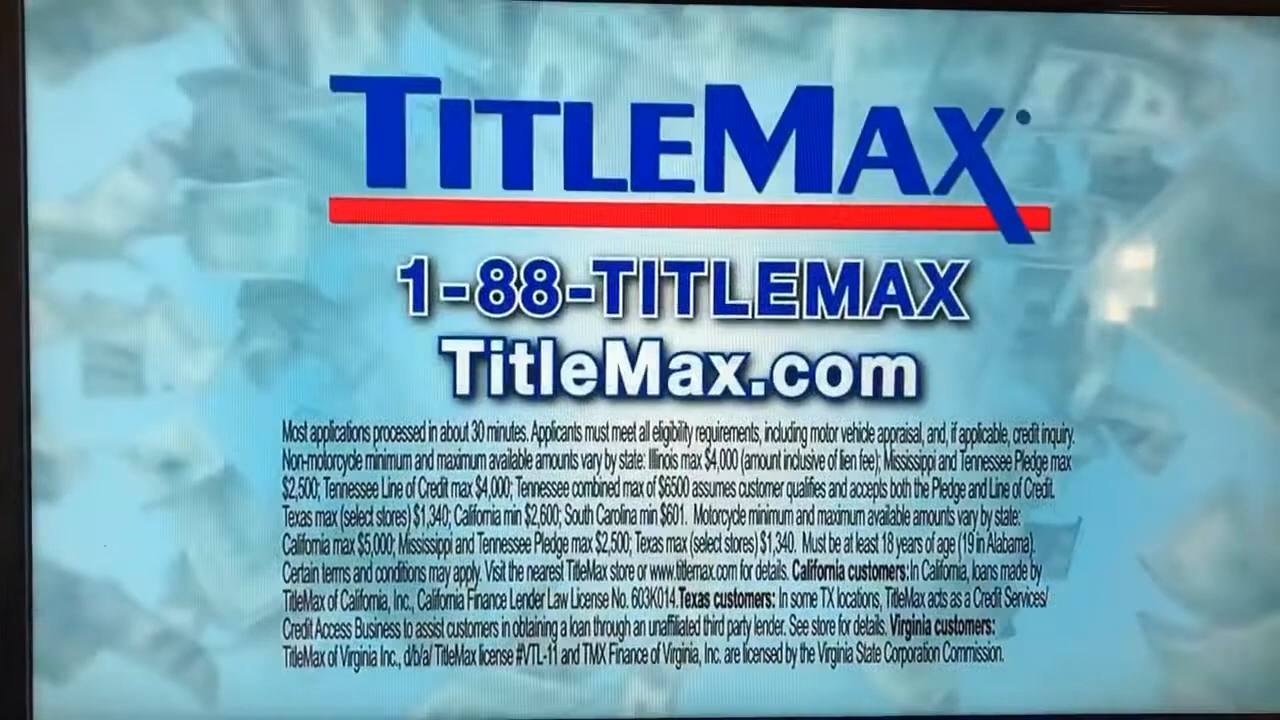 TITLEMAX
1-88-TITLEMAX
TitleMax.com
Most applications processed in about 30 minutes. Applicants must meet all eligibility requirements, including motor vehicle appraisal, and, if applicable, credit inquiry.
Non-motorcycle minimum and maximum available amounts vary by state: Illinois max $4,000 (amount inclusive of lien fee); Mississippi and Tennessee Pledge max
$2,500; Tennessee Line of Credit max $4,000; Tennessee combined max of $6500 assumes customer qualifies and accepts both the Pledge and Line of Credit.
Texas max (select stores) $1,340; California min $2,600; South Carolina min $601. Motorcycle minimum and maximum available amounts vary by state:
California max $5,000; Mississippi and Tennessee Pledge max $2,500; Texas max (select stores) $1,340. Must be at least 18 years of age (19 in Alabama).
Certain terms and conditions may apply. Visit the nearest TitleMax store or www.titlemax.com for details. California customers:In California, loans made by
TitleMax of California, Inc., California Finance Lender Law License No. 603K014.Texas customers: In some TX locations, TitleMax acts as a Credit Services/
Credit Access Business to assist customers in obtaining a loan through an unaffiliated third party lender. See store for details. Virginia customers:
TitleMax of Virginia Inc., d/b/a/ TitleMax license #VTL-11 and TMX Finance of Virginia, Inc. are licensed by the Virginia State Corporation Commission.